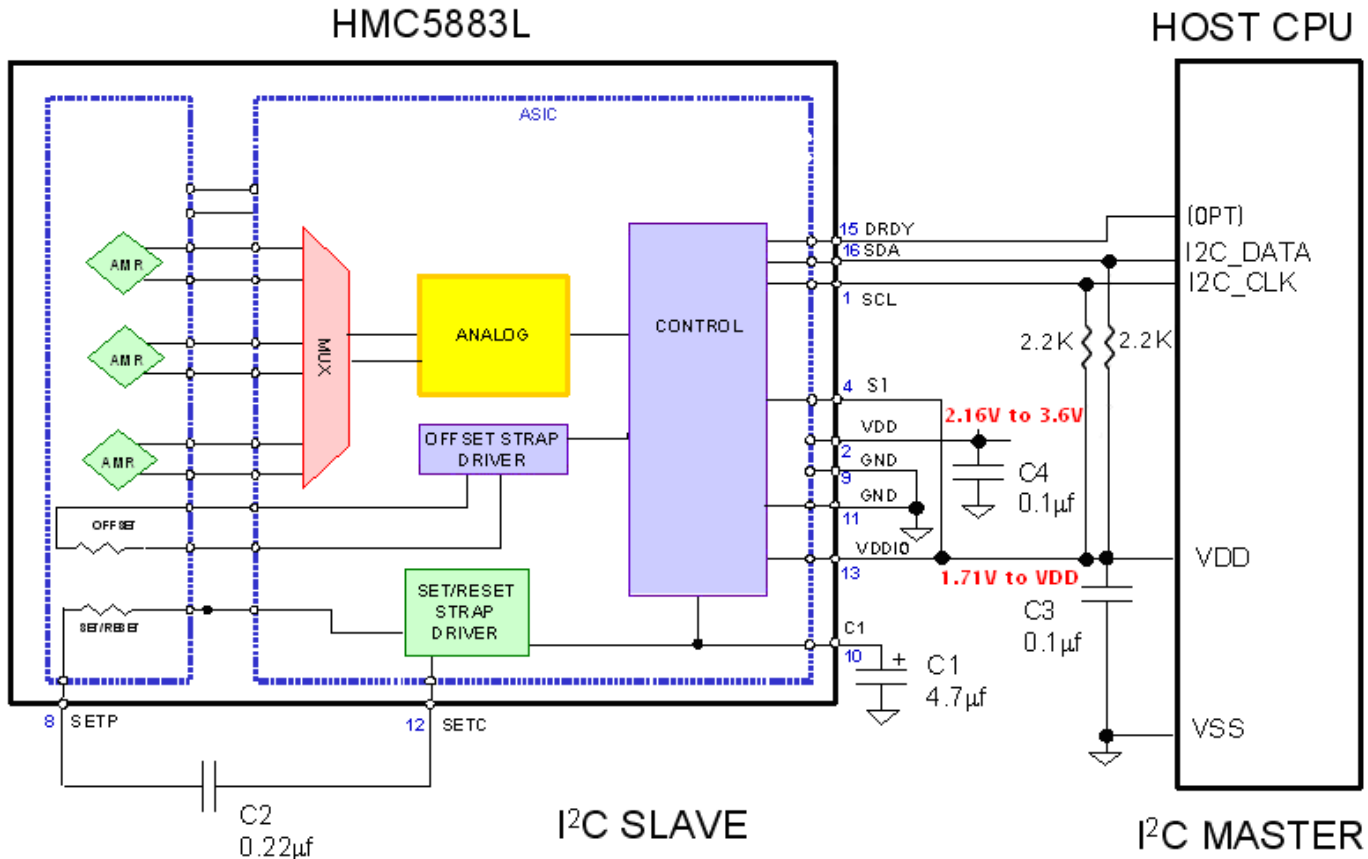 HMC5883L
HOST CPU
ASIC
AMR
AMR
AMR
MUX
ANALOG
CONTROL
OFFSET STRAP
DRIVER
OFFSET
SET/RESET
SET/RESET
STRAP
DRIVER
15 DRDY
16 SDA
1 SCL
4 S1
VDD
2
GND
9
GND
11
VDDIO
13
C1
10
2.16V to 3.6V
C4
0.1µf
1.71V to VDD
2.2K
2.2K
C3
0.1µf
+
C1
4.7µf
(OPT)
I2C_DATA
I2C_CLK
VDD
VSS
8 SETP
12 SETC
C2
0.22µf
I²C SLAVE
I²C MASTER